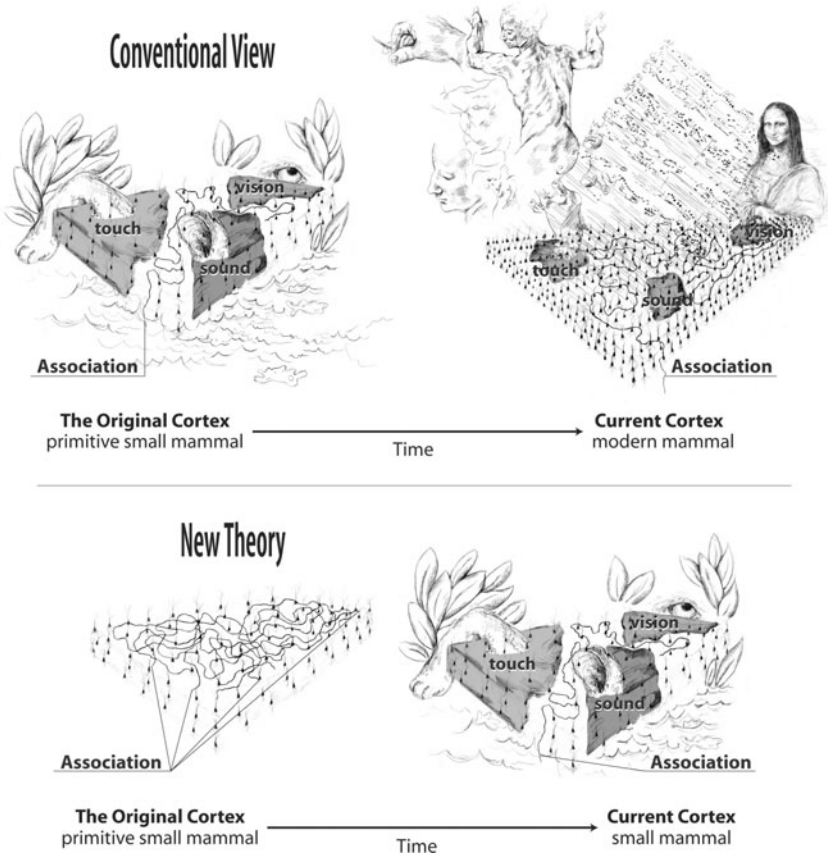 Conventional View
vision
touch
sound
Association
vision
touch
sound
Association
The Original Cortex
primitive small mammal
Time
Current Cortex
modern mammal
New Theory
vision
touch
sound
Association
Association
The Original Cortex
primitive small mammal
Time
Current Cortex
small mammal